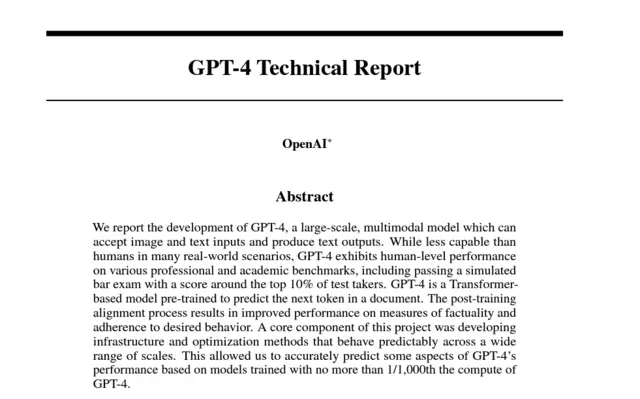 GPT-4 Technical Report
OpenAI*
Abstract
We report the development of GPT-4, a large-scale, multimodal model which can
accept image and text inputs and produce text outputs. While less capable than
humans in many real-world scenarios, GPT-4 exhibits human-level performance
on various professional and academic benchmarks, including passing a simulated
bar exam with a score around the top 10% of test takers. GPT-4 is a Transformer-
based model pre-trained to predict the next token in a document. The post-training
alignment process results in improved performance on measures of factuality and
adherence to desired behavior. A core component of this project was developing
infrastructure and optimization methods that behave predictably across a wide
range of scales. This allowed us to accurately predict some aspects of GPT-4's
performance based on models trained with no more than 1/1,000th the compute of
GPT-4.